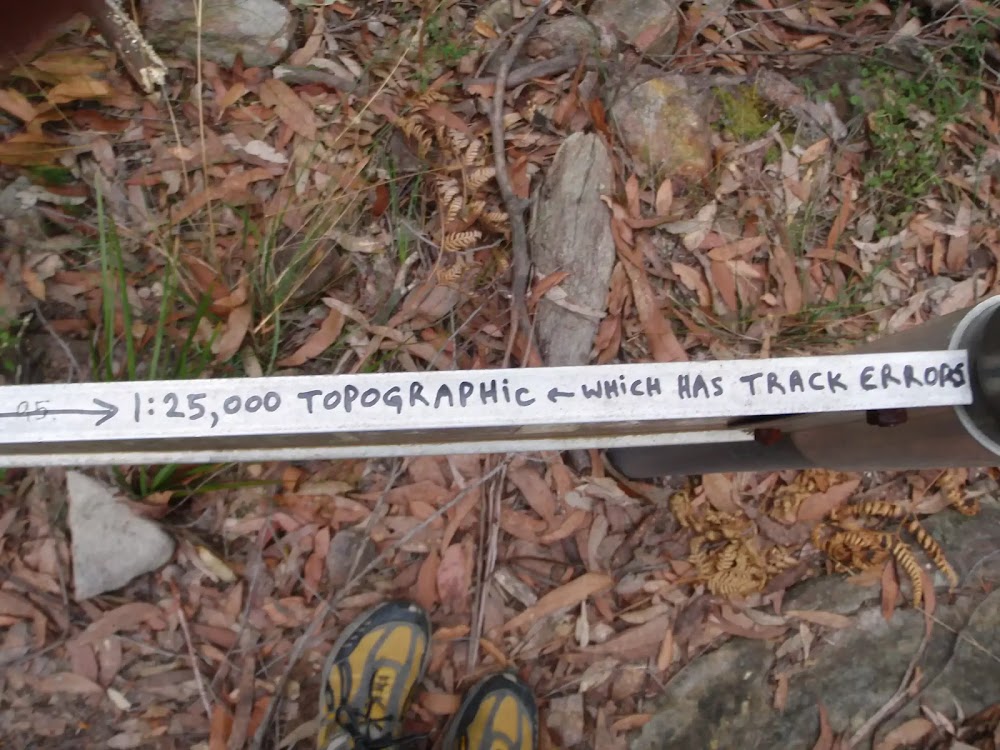 → 1:25,000 TOPOGRAPHiC ← WHiCH HAS TRACK ERRORS